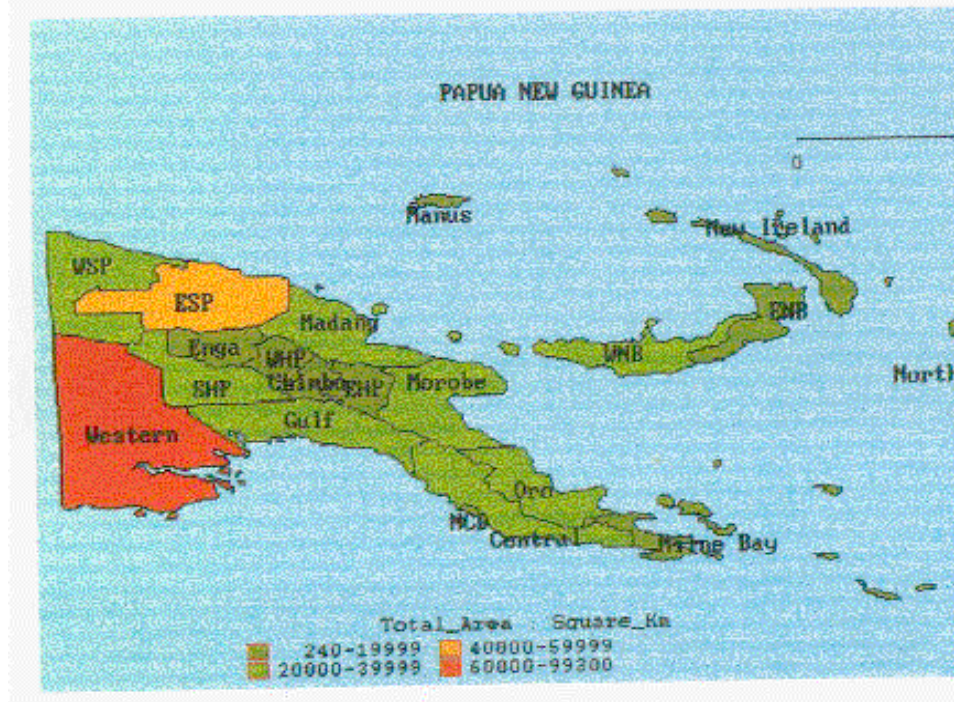 PAPUA NEW GUINEA
0
Manus
New Ireland
WSP
ESP
ENB
Madang
Enga
WHP
WNB
SHP
Chimbu
EHP
Morobe
North
Gulf
Western
Oro
NCD
Central
Milne Bay
Total_Area : Square_Km
240-19999
40000-59999
20000-39999
60000-99300